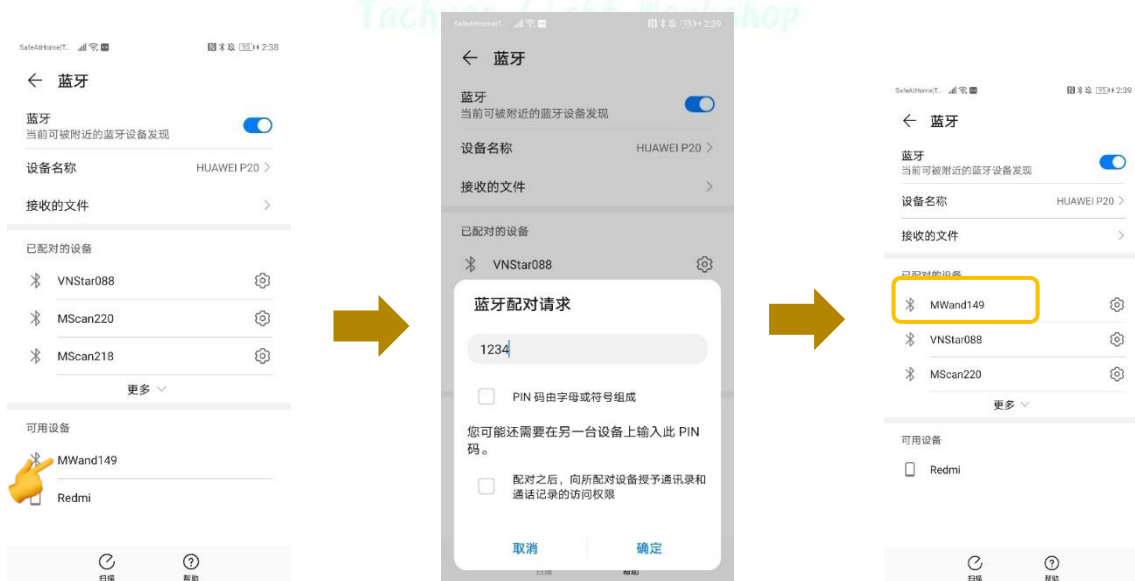 Tachyon Light Workshop
SafeAtHome|T... 2:38
蓝牙
蓝牙
当前可被附近的蓝牙设备发现
设备名称 HUAWEI P20
接收的文件
已配对的设备
VNStar088
MScan220
MScan218
更多
可用设备
MWand149
Redmi
扫描 帮助
SafeAtHome|T... 55 2:39
蓝牙
蓝牙
当前可被附近的蓝牙设备发现
设备名称 HUAWEI P20
接收的文件
已配对的设备
VNStar088
蓝牙配对请求
1234
PIN 码由字母或符号组成
您可能还需要在另一台设备上输入此 PIN
码。
配对之后，向所配对设备授予通讯录和
通话记录的访问权限
取消 确定
扫描 帮助
SafeAtHome|T... 55 2:39
蓝牙
蓝牙
当前可被附近的蓝牙设备发现
设备名称 HUAWEI P20
接收的文件
已配对的设备
MWand149
VNStar088
MScan220
更多
可用设备
Redmi
扫描 帮助